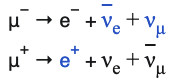 μ⁻ → e⁻ + ν̅ₑ + ν_μ
μ⁺ → e⁺ + νₑ + ν̅_μ